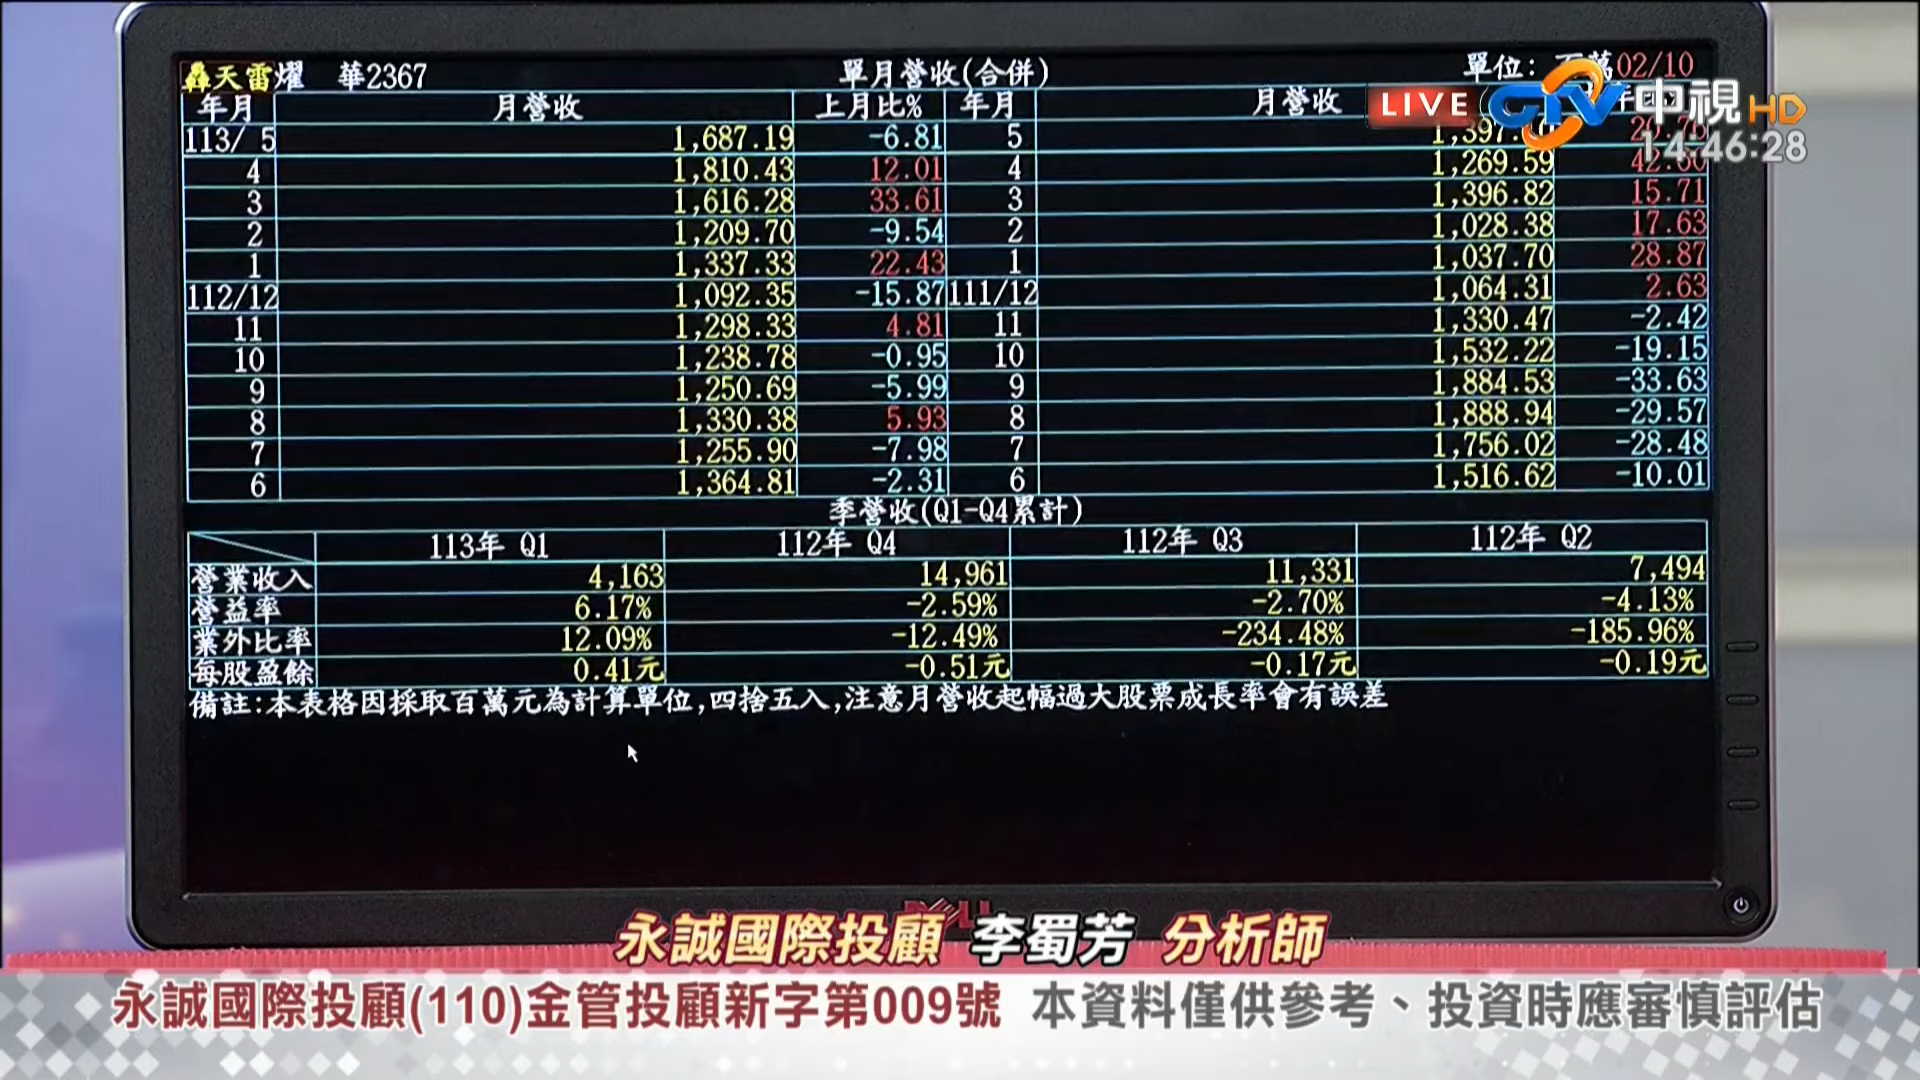 轟天雷燿 華2367 單月營收(合併) 單位: 百萬02/10
年月 月營收 上月比% 年月 月營收
LIVE CTV 中視HD
14:46:28
113/ 5 1,687.19 -6.81 5
4 1,810.43 12.01 4 1,269.59
3 1,616.28 33.61 3 1,396.82 15.71
2 1,209.70 -9.54 2 1,028.38 17.63
1 1,337.33 22.43 1 1,037.70 28.87
112/12 1,092.35 -15.87 111/12 1,064.31 2.63
11 1,298.33 4.81 11 1,330.47 -2.42
10 1,238.78 -0.95 10 1,532.22 -19.15
9 1,250.69 -5.99 9 1,884.53 -33.63
8 1,330.38 5.93 8 1,888.94 -29.57
7 1,255.90 -7.98 7 1,756.02 -28.48
6 1,364.81 -2.31 6 1,516.62 -10.01
季營收(Q1-Q4累計)
113年 Q1 112年 Q4 112年 Q3 112年 Q2
營業收入 4,163 14,961 11,331 7,494
營益率 6.17% -2.59% -2.70% -4.13%
業外比率 12.09% -12.49% -234.48% -185.96%
每股盈餘 0.41元 -0.51元 -0.17元 -0.19元
備註:本表格因採取百萬元為計算單位,四捨五入,注意月營收起幅過大股票成長率會有誤差
永誠國際投顧 李蜀芳 分析師
永誠國際投顧(110)金管投顧新字第009號 本資料僅供參考、投資時應審慎評估